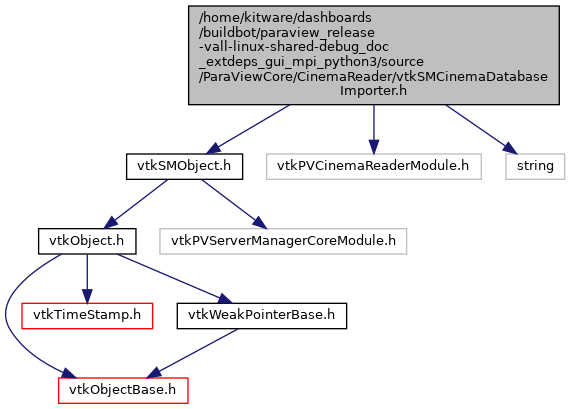 /home/kitware/dashboards
/buildbot/paraview_release
-vall-linux-shared-debug_doc
_extdeps_gui_mpi_python3/source
/ParaViewCore/CinemaReader/vtkSMCinemaDatabase
Importer.h
vtkSMObject.h
vtkPVCinemaReaderModule.h
string
vtkObject.h
vtkPVServerManagerCoreModule.h
vtkTimeStamp.h
vtkWeakPointerBase.h
vtkObjectBase.h